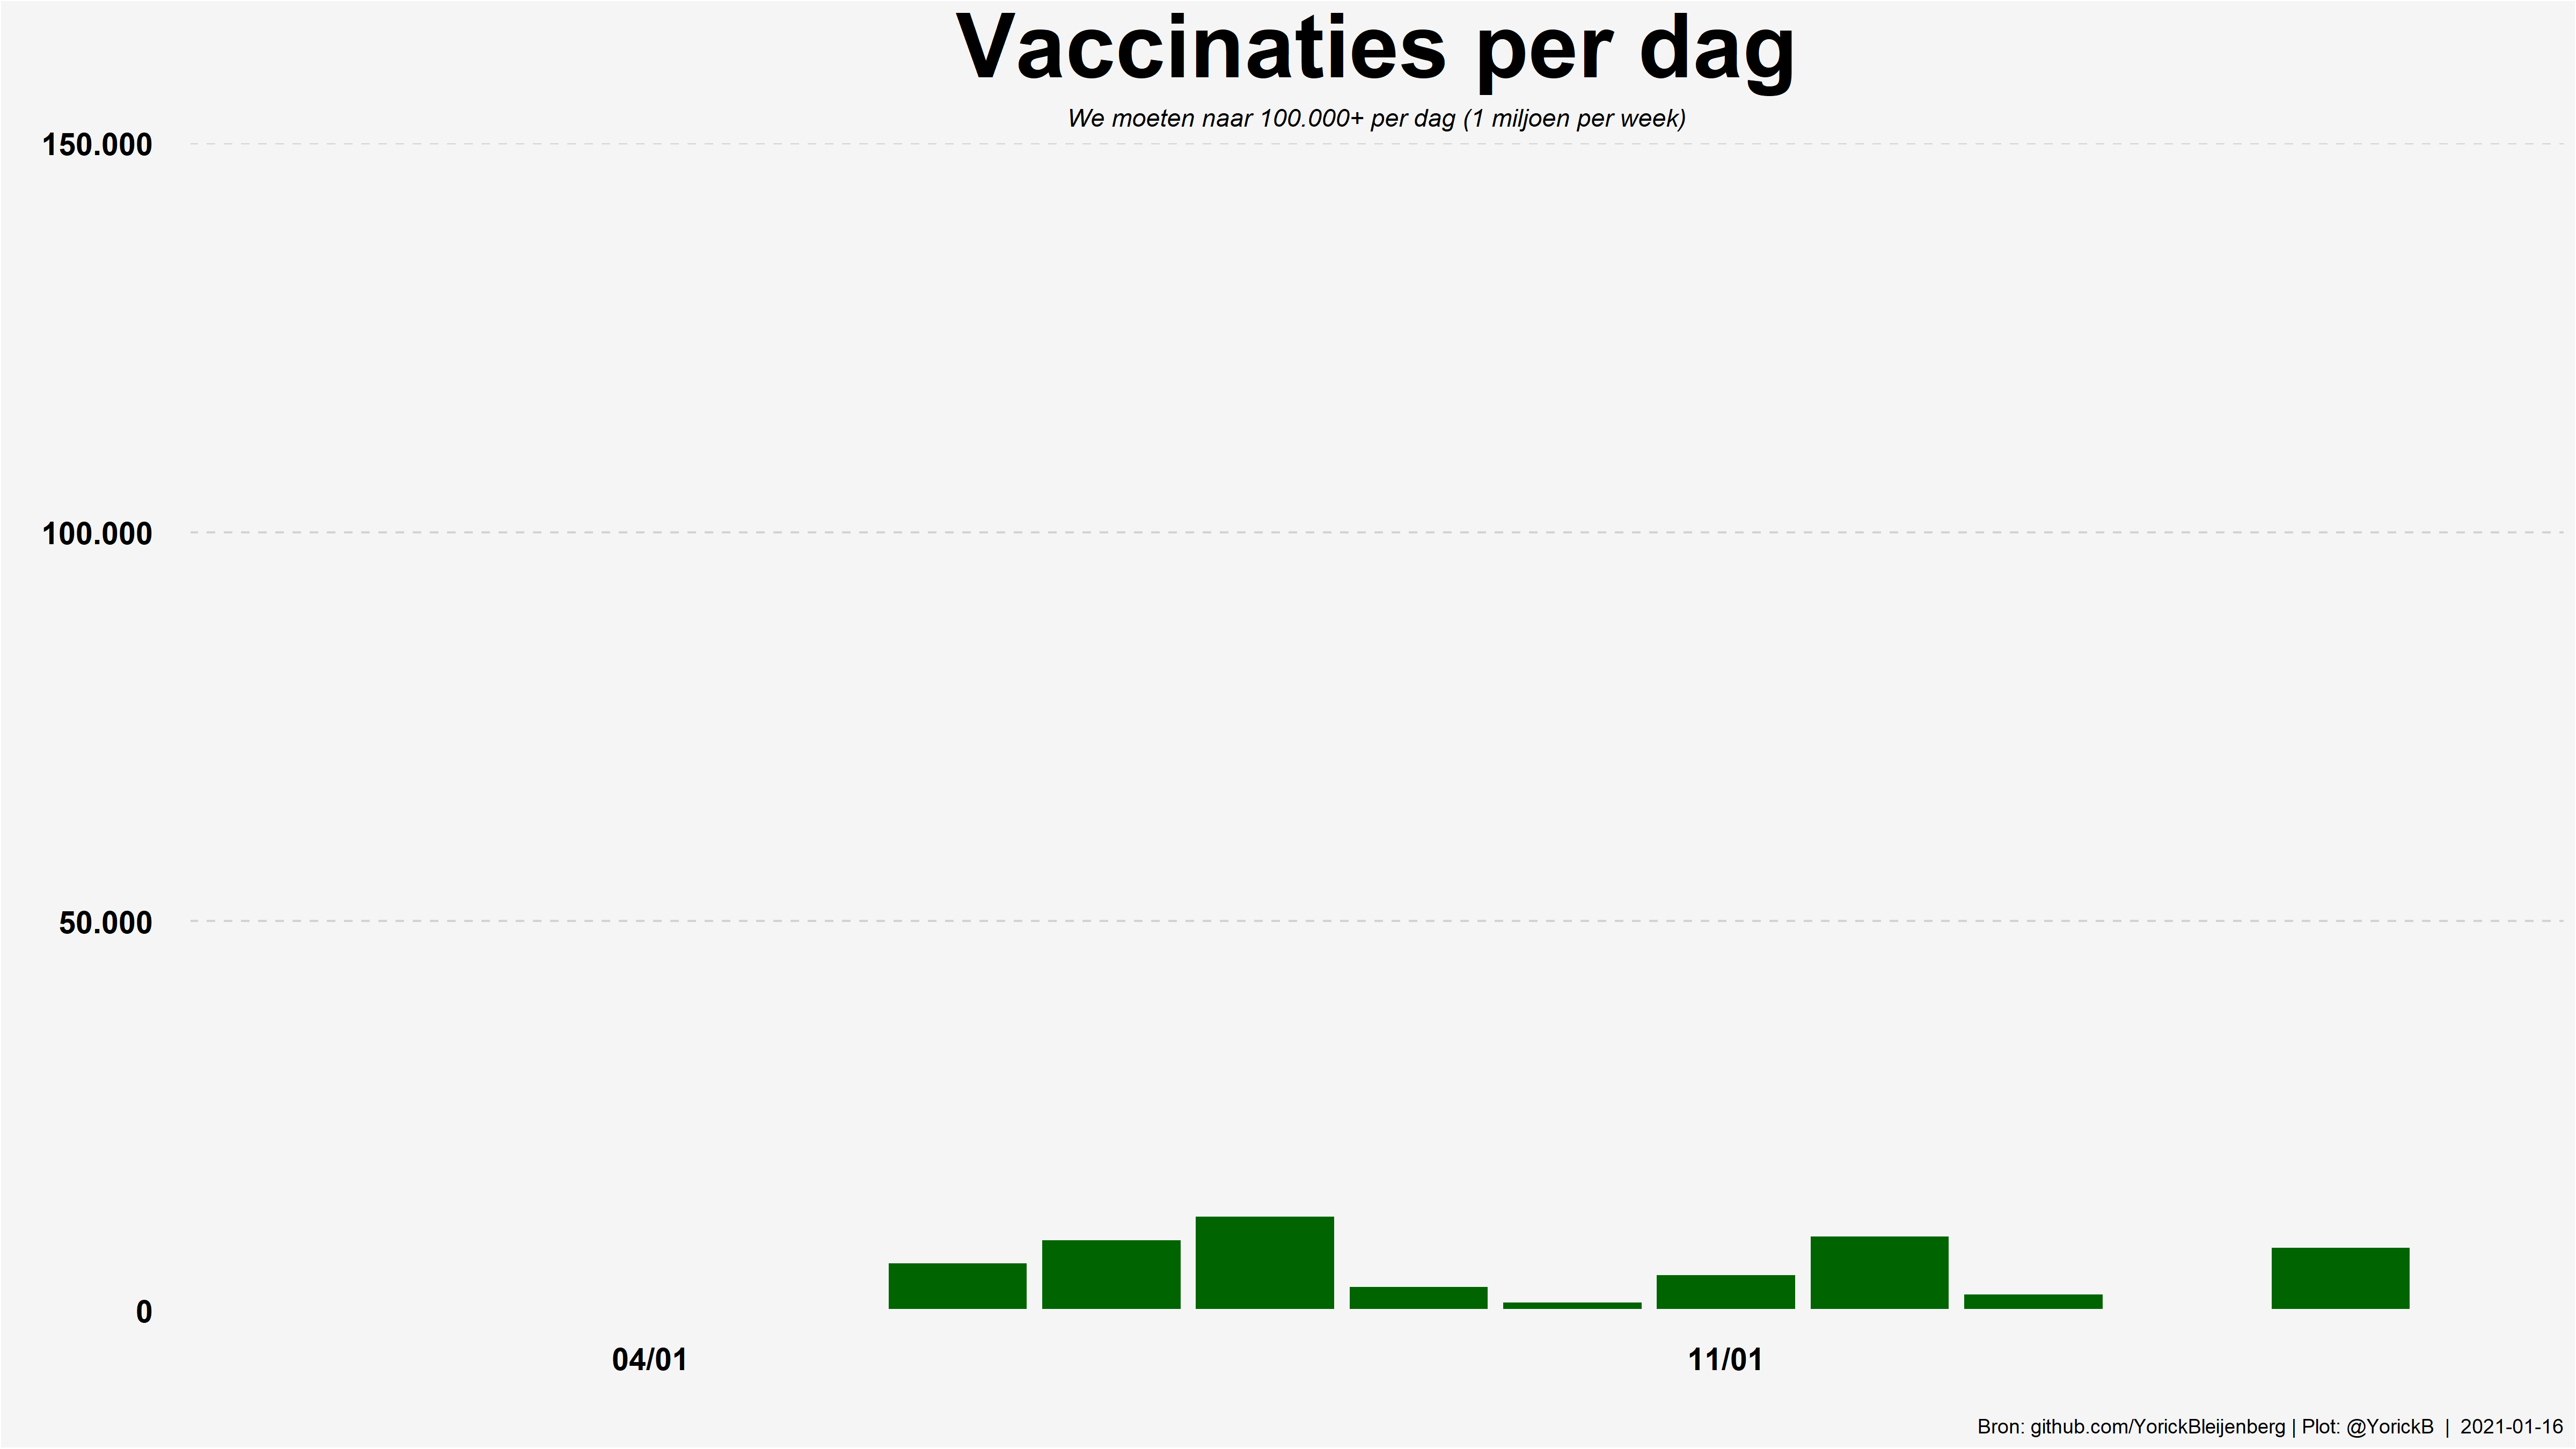 Vaccinaties per dag
We moeten naar 100.000+ per dag (1 miljoen per week)
150.000
100.000
50.000
0
04/01
11/01
Bron: github.com/YorickBleijenberg | Plot: @YorickB | 2021-01-16